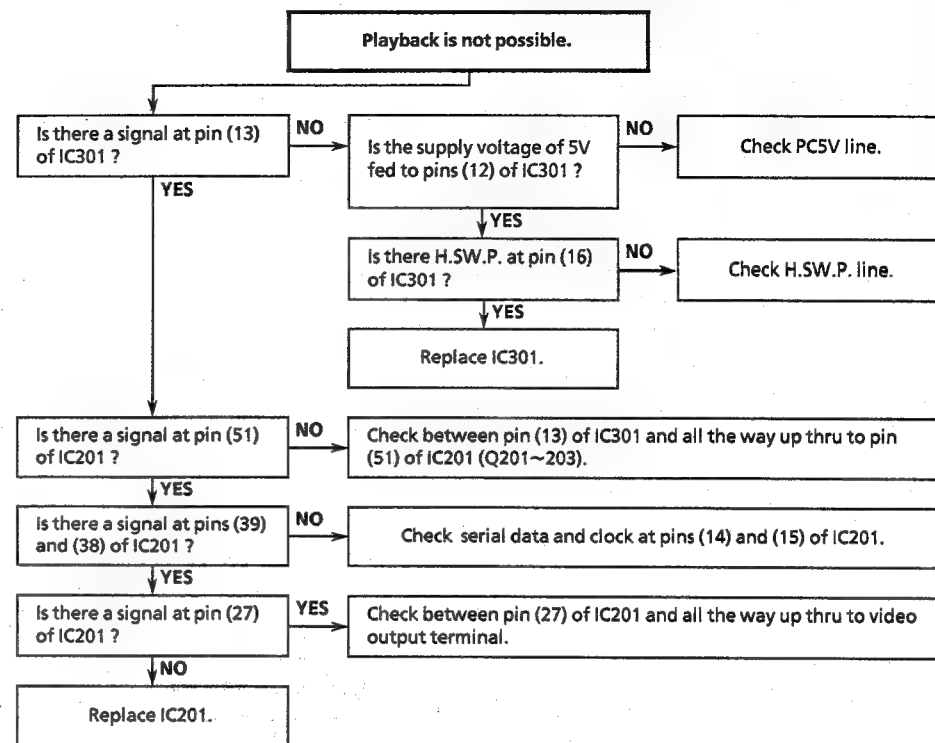 Playback is not possible.
Is there a signal at pin (13)
of IC301 ?
NO
Is the supply voltage of 5V
fed to pins (12) of IC301 ?
NO
Check PC5V line.
YES
YES
Is there H.SW.P. at pin (16)
of IC301 ?
NO
Check H.SW.P. line.
YES
Replace IC301.
Is there a signal at pin (51)
of IC201 ?
NO
Check between pin (13) of IC301 and all the way up thru to pin
(51) of IC201 (Q201~203).
YES
Is there a signal at pins (39)
and (38) of IC201 ?
NO
Check serial data and clock at pins (14) and (15) of IC201.
YES
Is there a signal at pin (27)
of IC201 ?
YES
Check between pin (27) of IC201 and all the way up thru to video
output terminal.
NO
Replace IC201.